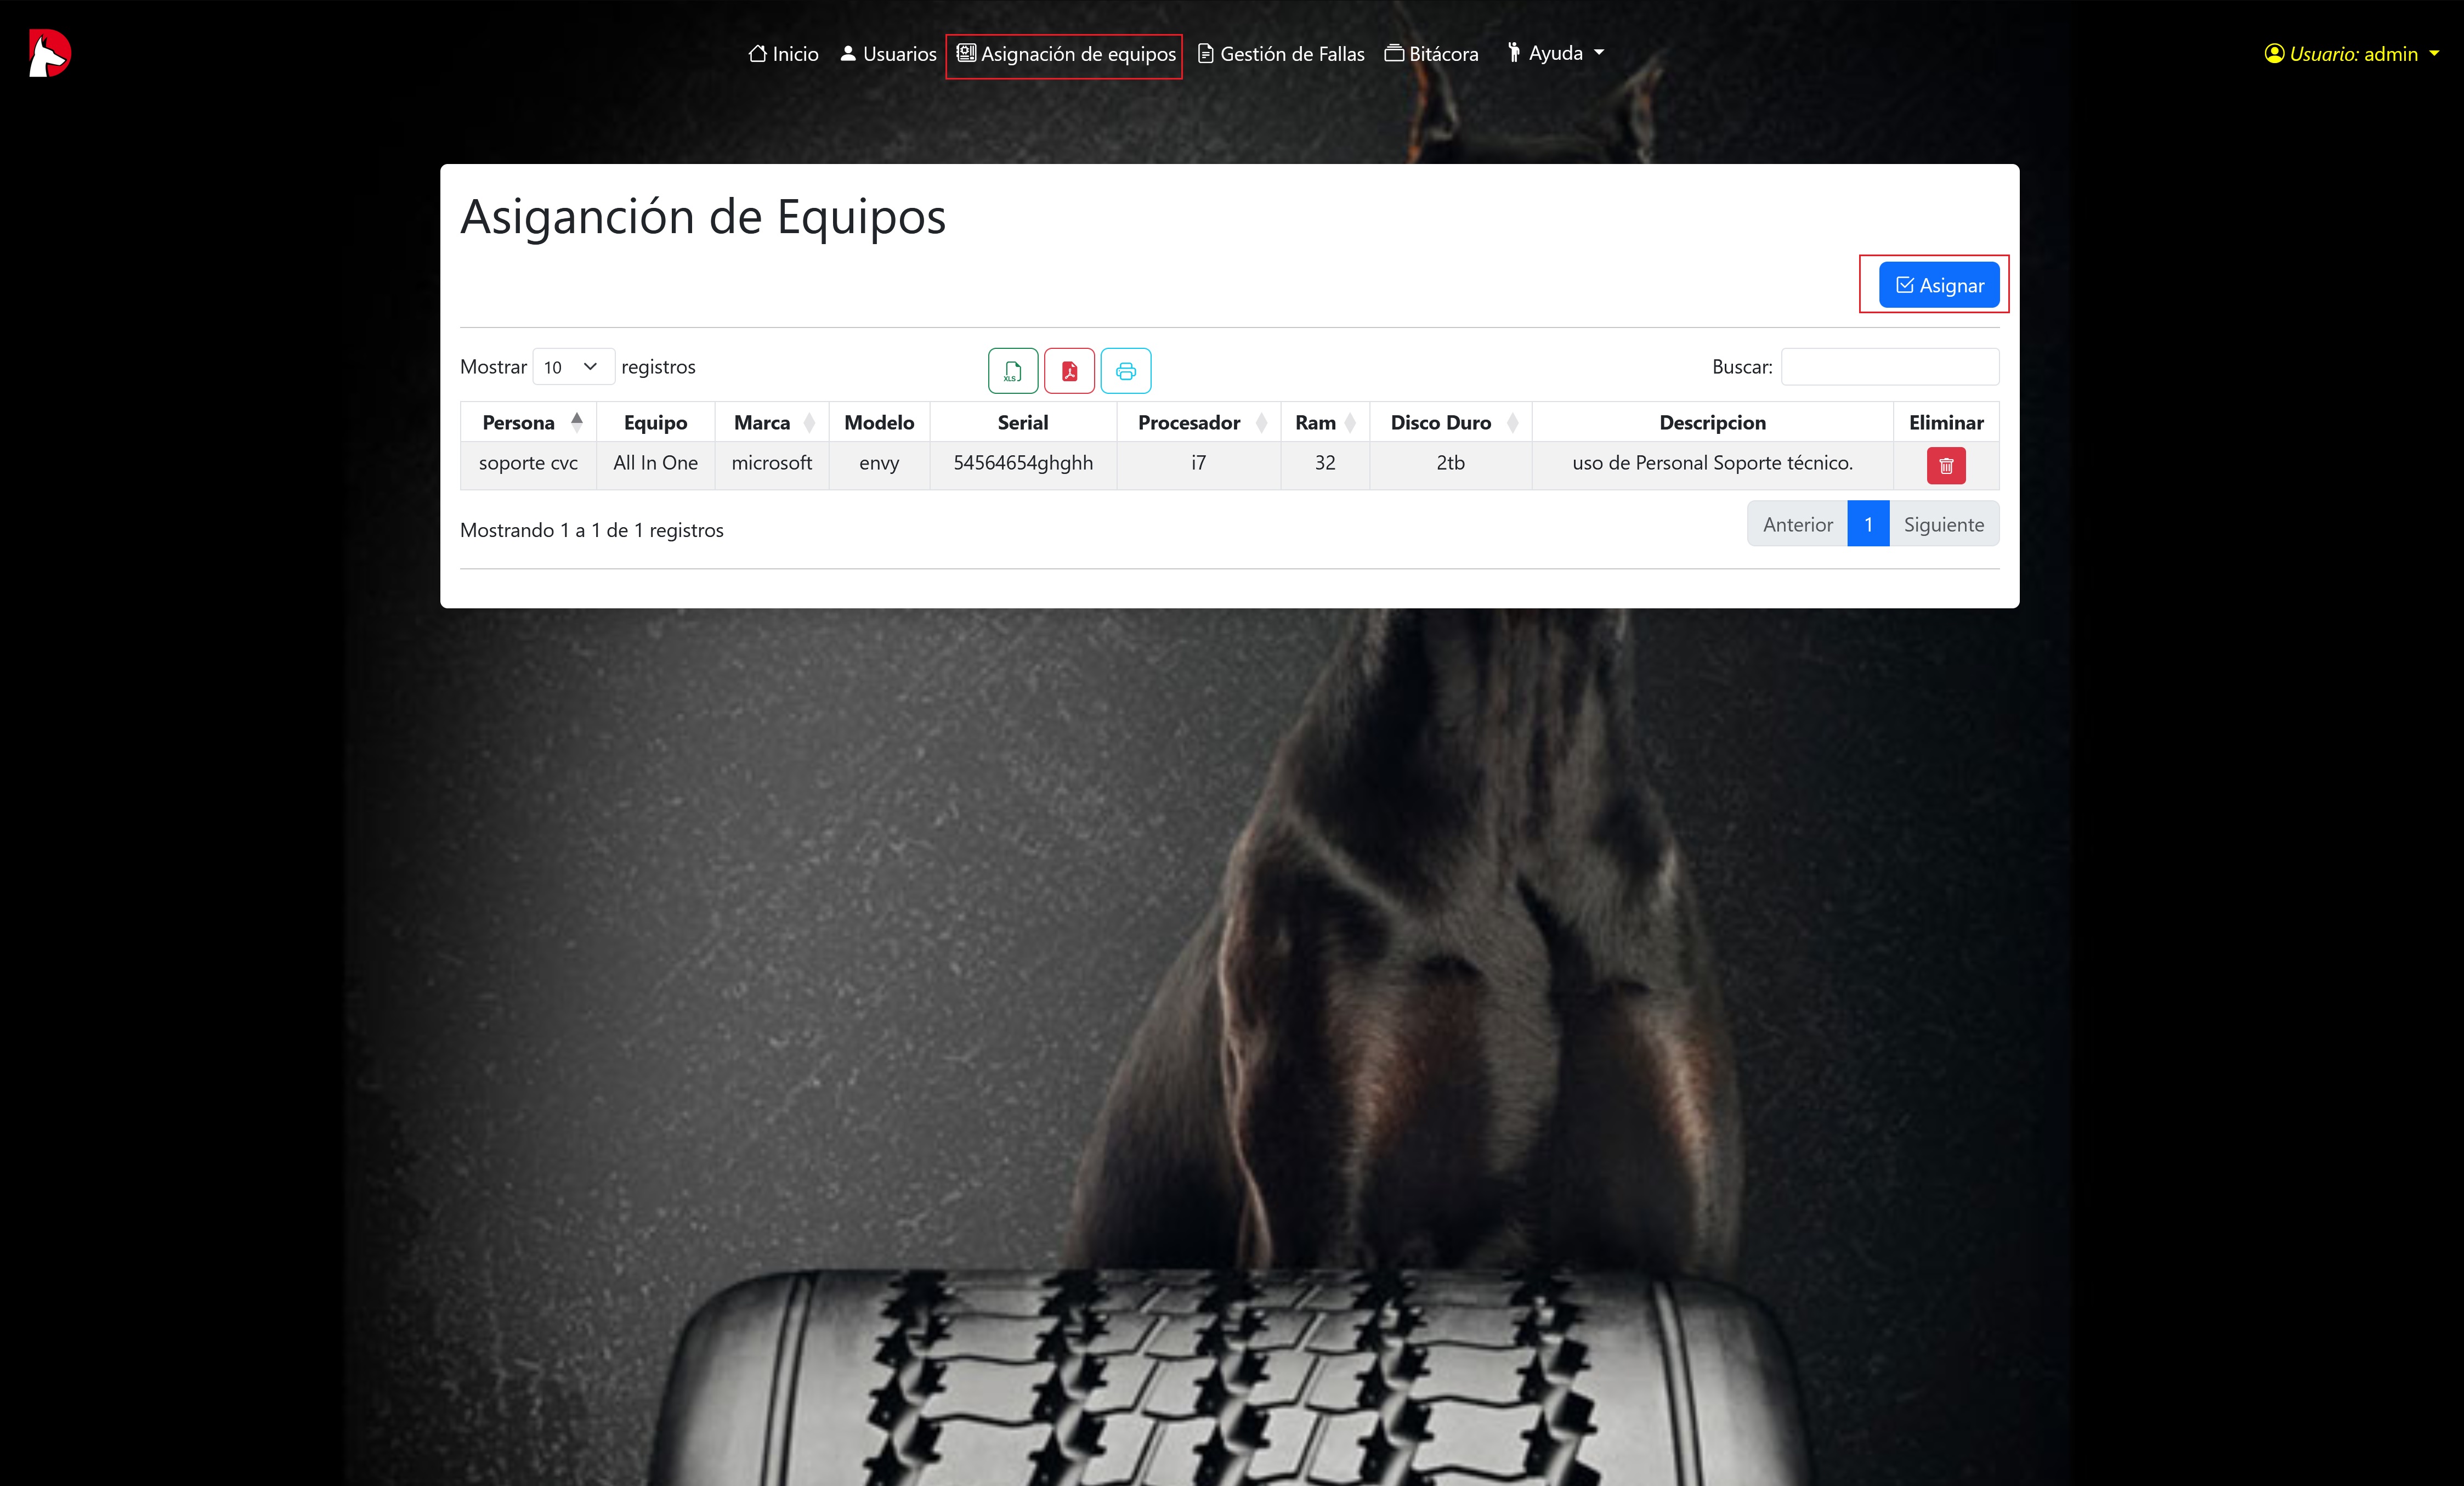 Inicio Usuarios Asignación de equipos Gestión de Fallas Bitácora Ayuda Usuario: admin
Asiganción de Equipos
Asignar
Mostrar 10 registros XLS Buscar:
Persona Equipo Marca Modelo Serial Procesador Ram Disco Duro Descripcion Eliminar
soporte cvc All In One microsoft envy 54564654ghghh i7 32 2tb uso de Personal Soporte técnico.
Mostrando 1 a 1 de 1 registros Anterior 1 Siguiente